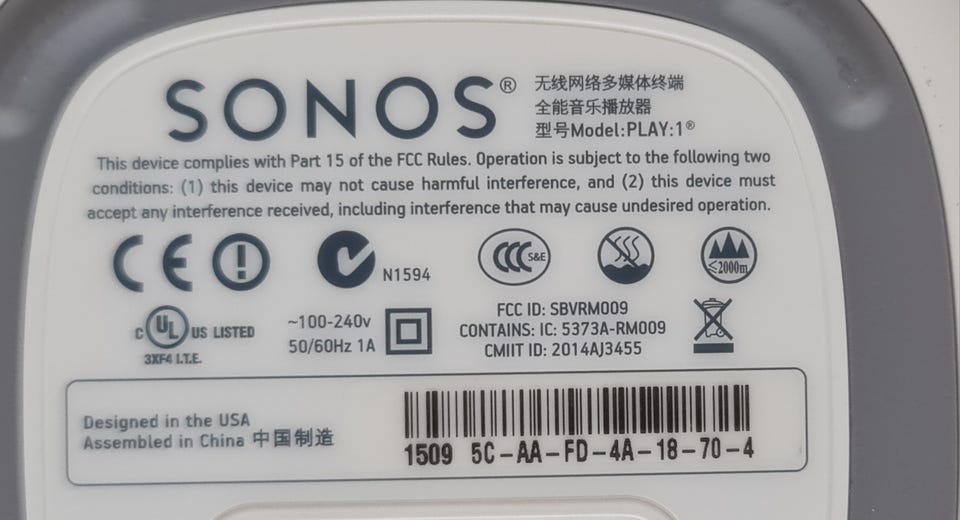 SONOS®
无线网络多媒体终端
全能音乐播放器
型号Model:PLAY:1®
This device complies with Part 15 of the FCC Rules. Operation is subject to the following two
conditions: (1) this device may not cause harmful interference, and (2) this device must
accept any interference received, including interference that may cause undesired operation.
CE
N1594
CCC S&E
≤2000m
C UL US LISTED
3XF4 I.T.E.
~100-240v
50/60Hz 1A
FCC ID: SBVRM009
CONTAINS: IC: 5373A-RM009
CMIIT ID: 2014AJ3455
Designed in the USA
Assembled in China 中国制造
1509 5C-AA-FD-4A-18-70-4